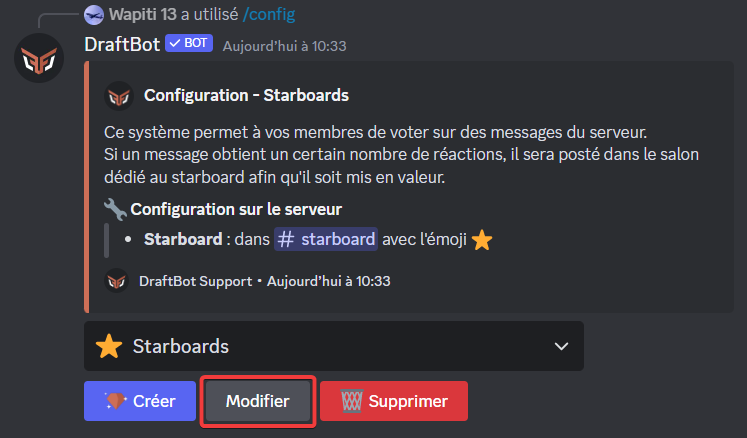 Wapiti 13 a utilisé /config
DraftBot ✓ BOT Aujourd'hui à 10:33
Configuration - Starboards
Ce système permet à vos membres de voter sur des messages du serveur.
Si un message obtient un certain nombre de réactions, il sera posté dans le salon
dédié au starboard afin qu'il soit mis en valeur.
Configuration sur le serveur
• Starboard : dans # starboard avec l'émoji ⭐
DraftBot Support • Aujourd'hui à 10:33
Starboards
Créer Modifier Supprimer